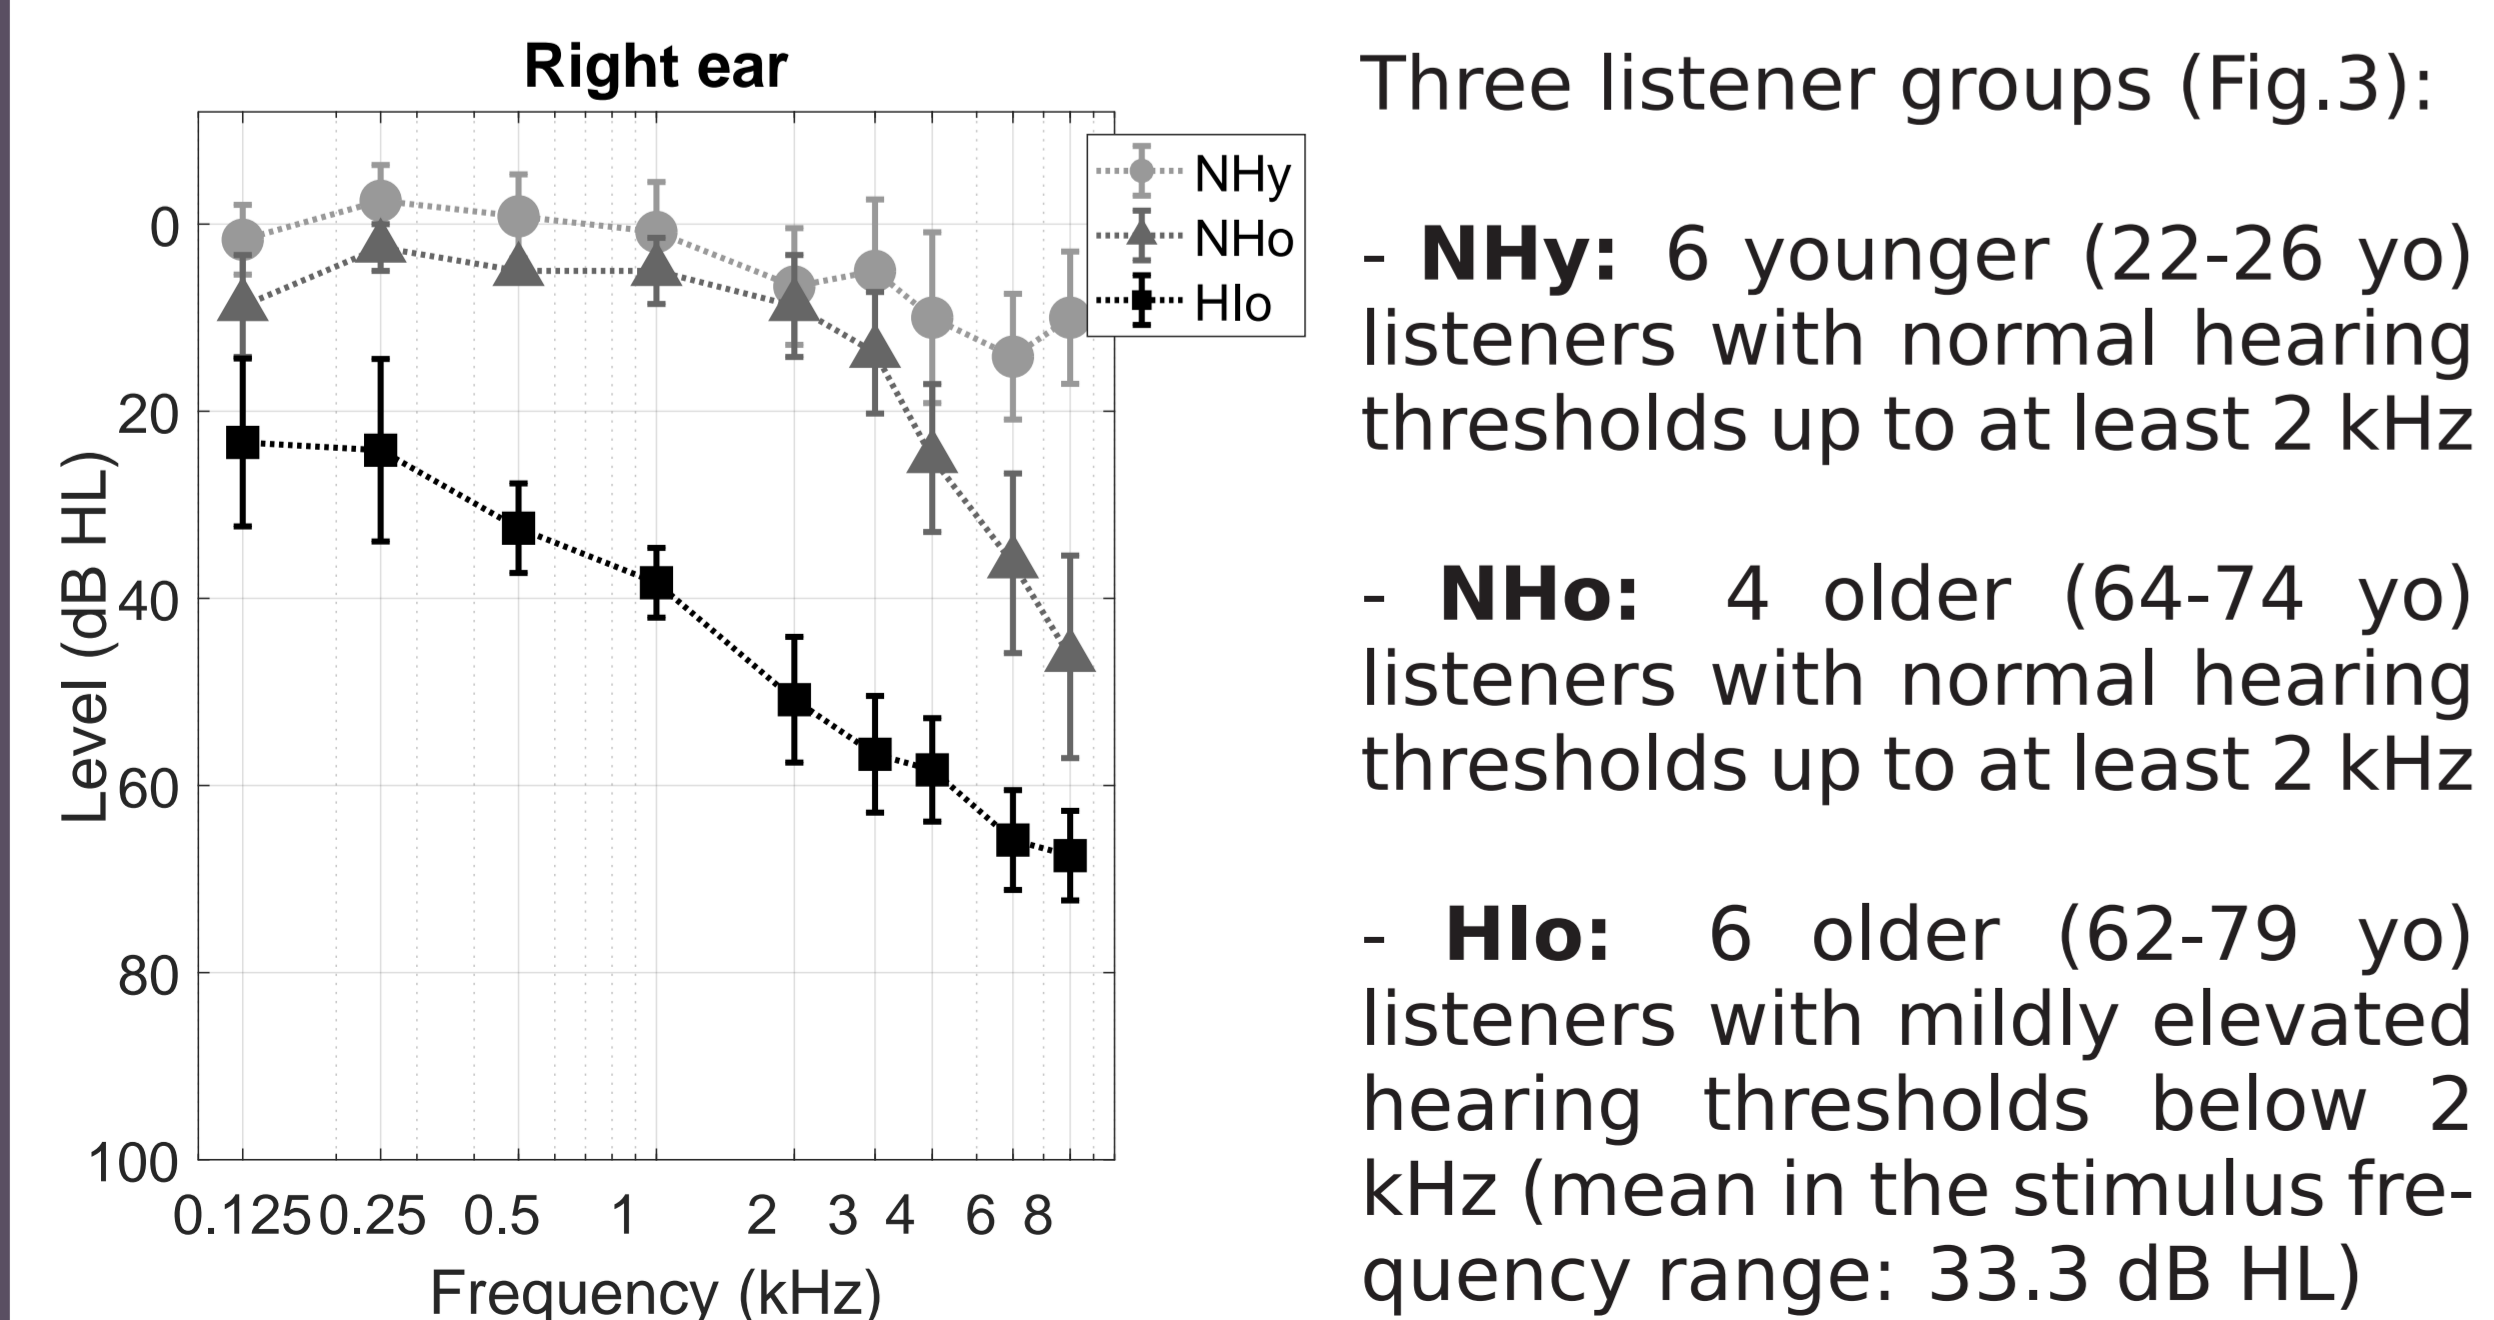 Right ear
NHy
NHo
HIo
0
20
40
60
80
100
Level (dB HL)
0.125 0.25 0.5 1 2 3 4 6 8
Frequency (kHz)
Three listener groups (Fig.3):
- NHy: 6 younger (22-26 yo)
listeners with normal hearing
thresholds up to at least 2 kHz
- NHo: 4 older (64-74 yo)
listeners with normal hearing
thresholds up to at least 2 kHz
- HIo: 6 older (62-79 yo)
listeners with mildly elevated
hearing thresholds below 2
kHz (mean in the stimulus fre-
quency range: 33.3 dB HL)